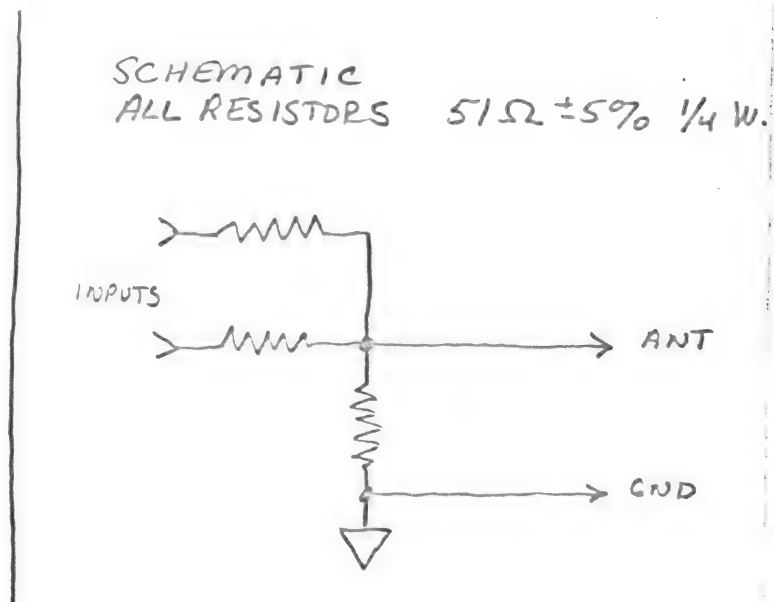 SCHEMATIC
ALL RESISTORS 51Ω ±5% 1/4 W.
INPUTS
ANT
GND